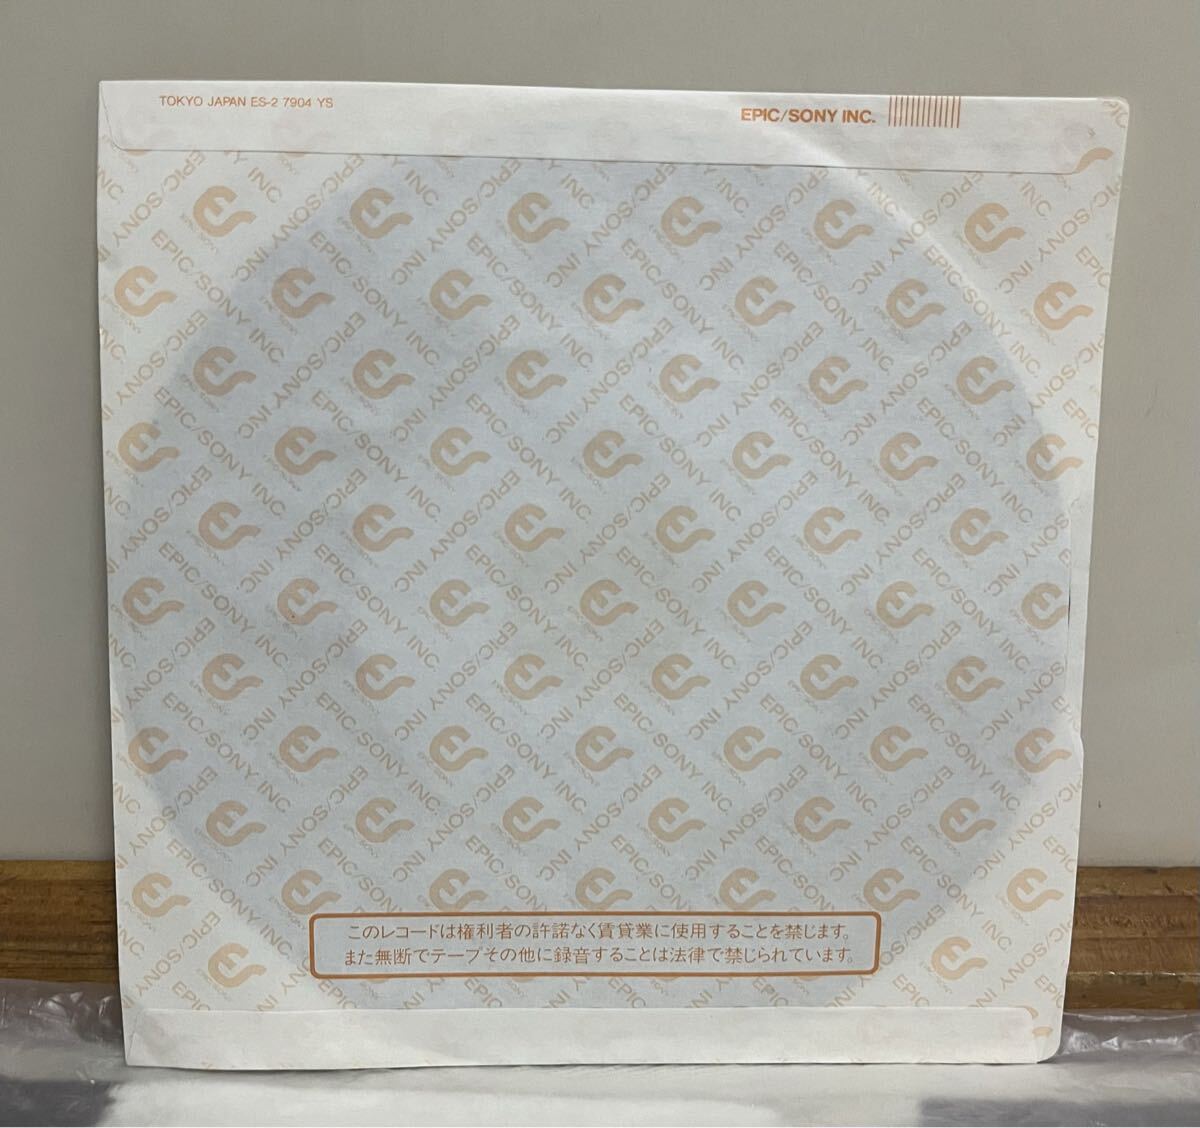 TOKYO JAPAN ES-2 7904 YS
EPIC/SONY INC.
このレコードは権利者の許諾なく賃貸業に使用することを禁じます。
また無断でテープその他に録音することは法律で禁じられています。